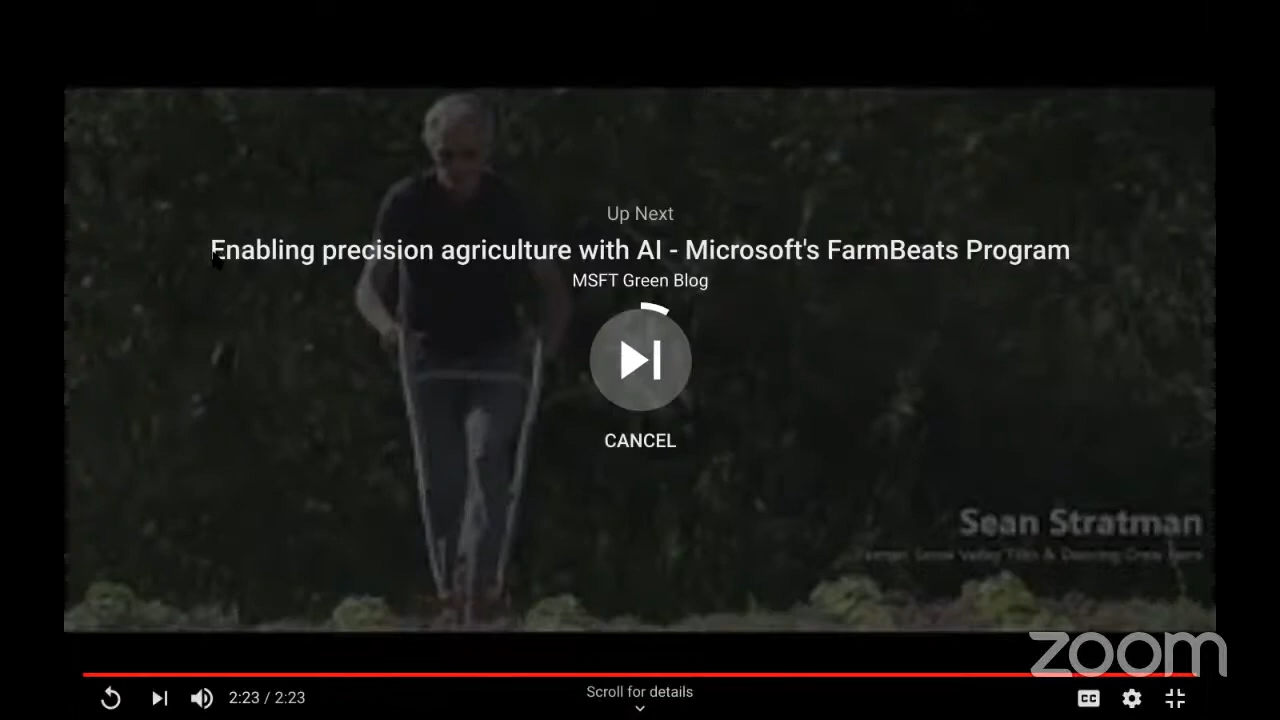 Up Next
Enabling precision agriculture with AI - Microsoft's FarmBeats Program
MSFT Green Blog
CANCEL
Sean Stratman
zoom
2:23 / 2:23
Scroll for details
CC